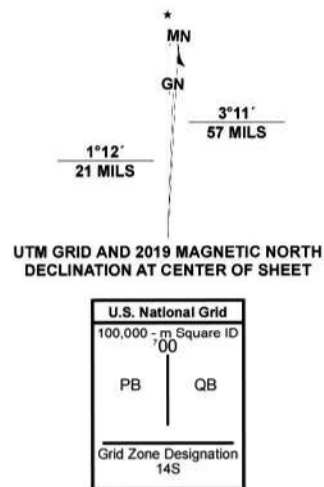 ★
MN
GN
3°11´
57 MILS
1°12´
21 MILS
UTM GRID AND 2019 MAGNETIC NORTH
DECLINATION AT CENTER OF SHEET
U.S. National Grid
100,000 - m Square ID
⁷00
PB QB
Grid Zone Designation
14S